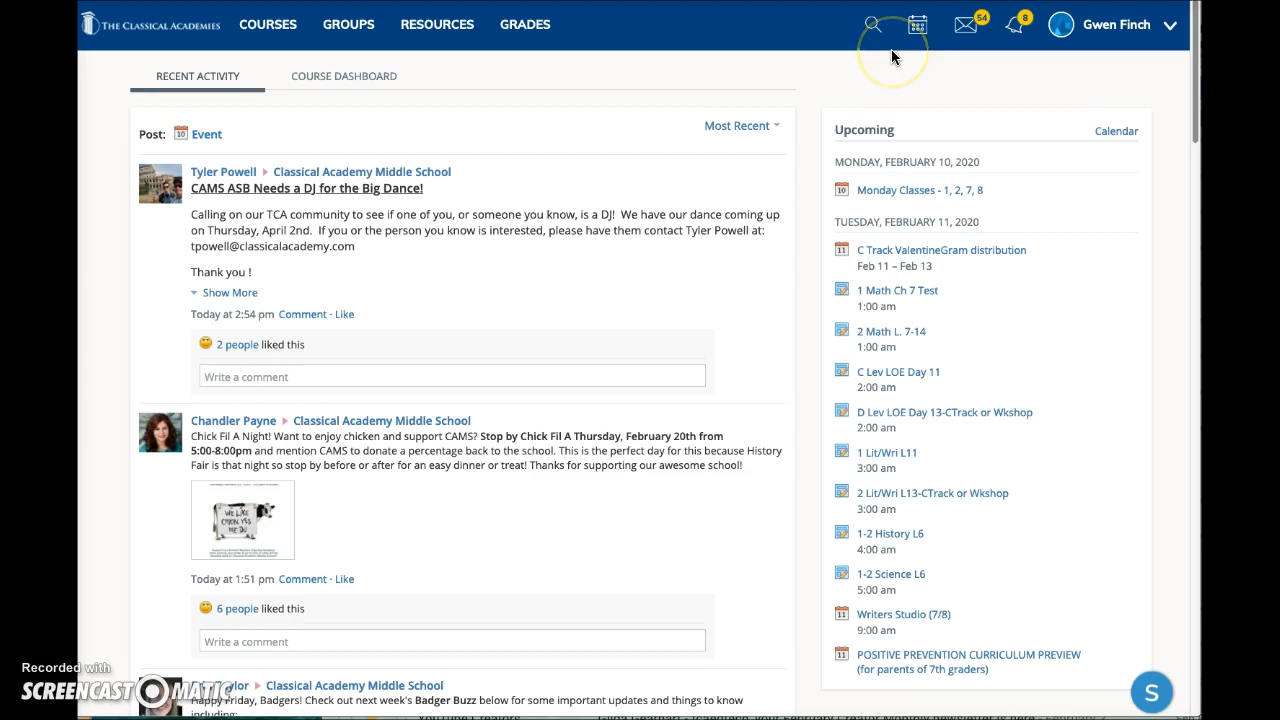 THE CLASSICAL ACADEMIES COURSES GROUPS RESOURCES GRADES 54 8 Gwen Finch
RECENT ACTIVITY COURSE DASHBOARD
Post: 10 Event Most Recent
Tyler Powell Classical Academy Middle School
CAMS ASB Needs a DJ for the Big Dance!
Calling on our TCA community to see if one of you, or someone you know, is a DJ! We have our dance coming up
on Thursday, April 2nd. If you or the person you know is interested, please have them contact Tyler Powell at:
tpowell@classicalacademy.com
Thank you !
Show More
Today at 2:54 pm Comment · Like
2 people liked this
Write a comment
Chandler Payne Classical Academy Middle School
Chick Fil A Night! Want to enjoy chicken and support CAMS? Stop by Chick Fil A Thursday, February 20th from
5:00-8:00pm and mention CAMS to donate a percentage back to the school. This is the perfect day for this because History
Fair is that night so stop by before or after for an easy dinner or treat! Thanks for supporting our awesome school!
WE LIKE
Today at 1:51 pm Comment · Like
6 people liked this
Write a comment
Classical Academy Middle School
Happy Friday, Badgers! Check out next week's Badger Buzz below for some important updates and things to know
including:
Upcoming Calendar
MONDAY, FEBRUARY 10, 2020
10 Monday Classes - 1, 2, 7, 8
TUESDAY, FEBRUARY 11, 2020
11 C Track ValentineGram distribution
Feb 11 – Feb 13
1 Math Ch 7 Test
1:00 am
2 Math L. 7-14
1:00 am
C Lev LOE Day 11
2:00 am
D Lev LOE Day 13-CTrack or Wkshop
2:00 am
1 Lit/Wri L11
3:00 am
2 Lit/Wri L13-CTrack or Wkshop
3:00 am
1-2 History L6
4:00 am
1-2 Science L6
5:00 am
11 Writers Studio (7/8)
9:00 am
11 POSITIVE PREVENTION CURRICULUM PREVIEW
(for parents of 7th graders)
S
Recorded with
SCREENCAST-O-MATIC